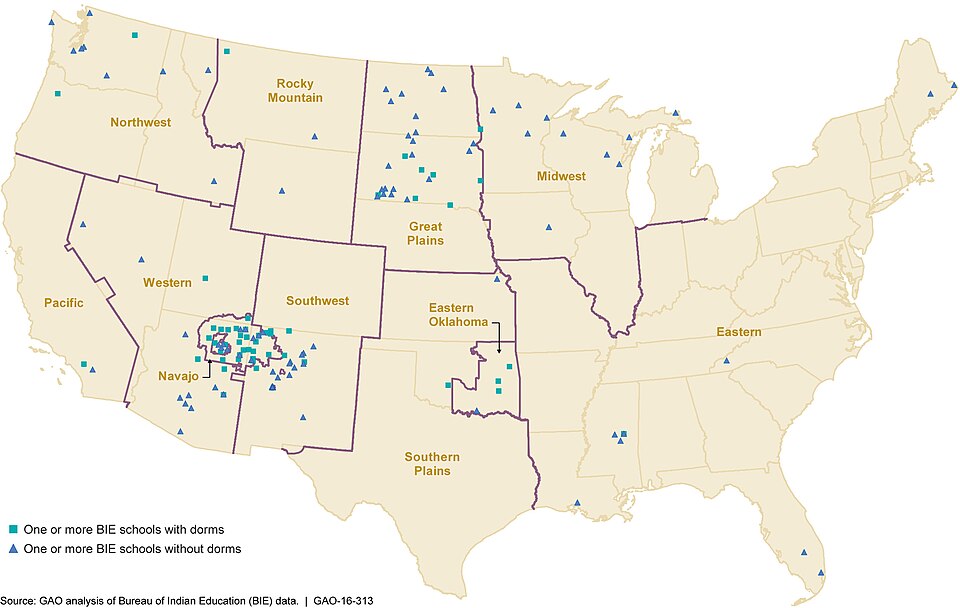 Rocky
Mountain
Northwest
Midwest
Great
Plains
Western
Southwest
Pacific
Eastern
Oklahoma
Eastern
Navajo
Southern
Plains
One or more BIE schools with dorms
One or more BIE schools without dorms
Source: GAO analysis of Bureau of Indian Education (BIE) data. | GAO-16-313